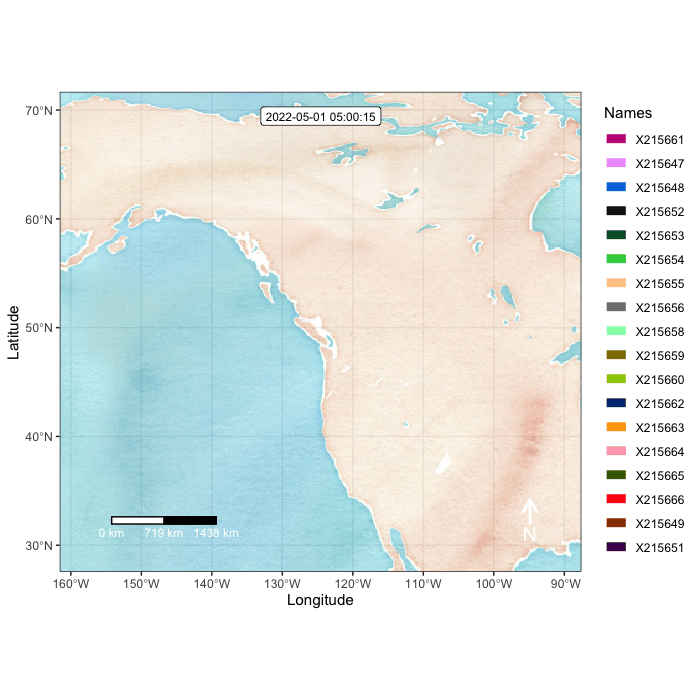 2022-05-01 05:00:15
70°N
60°N
50°N
40°N
30°N
Latitude
0 km 719 km 1438 km
N
160°W 150°W 140°W 130°W 120°W 110°W 100°W 90°W
Longitude
Names
X215661
X215647
X215648
X215652
X215653
X215654
X215655
X215656
X215658
X215659
X215660
X215662
X215663
X215664
X215665
X215666
X215649
X215651